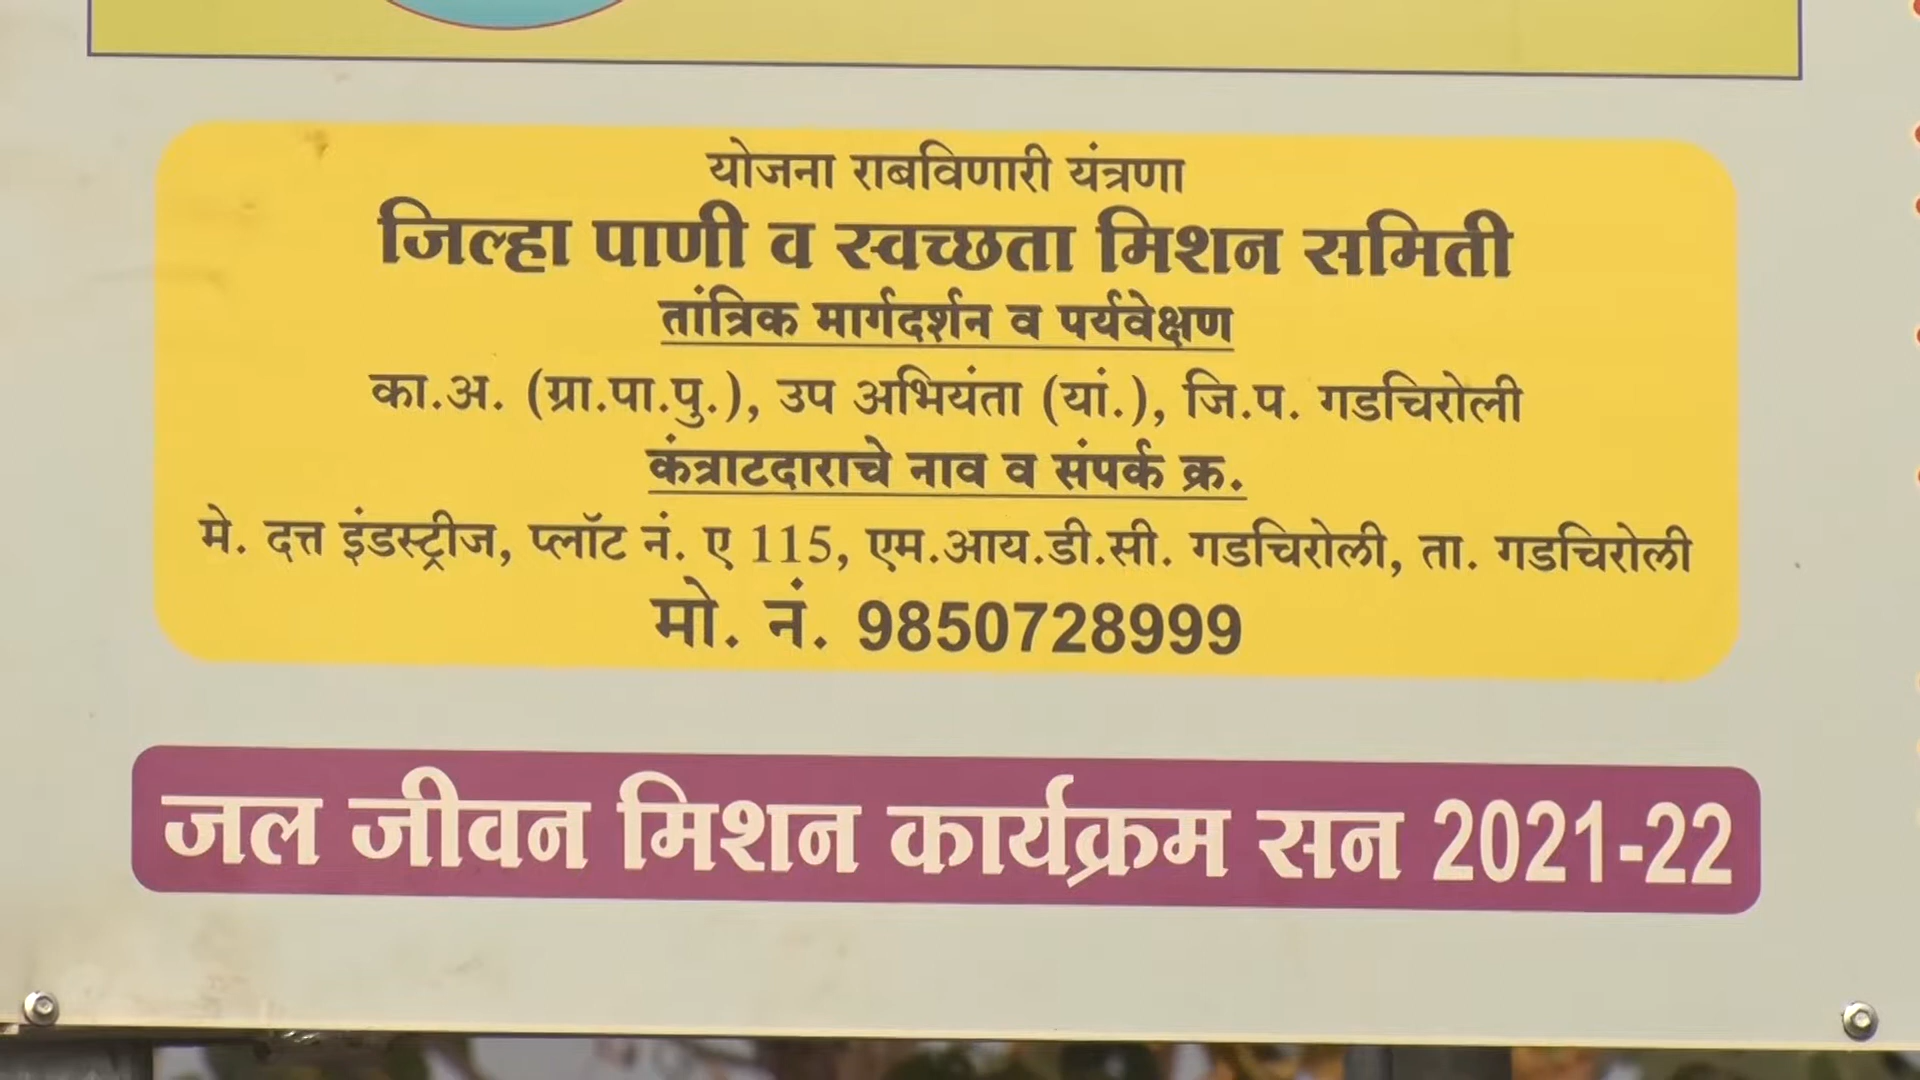 योजना राबविणारी यंत्रणा
जिल्हा पाणी व स्वच्छता मिशन समिती
तांत्रिक मार्गदर्शन व पर्यवेक्षण
का.अ. (ग्रा.पा.पु.), उप अभियंता (यां.), जि.प. गडचिरोली
कंत्राटदाराचे नाव व संपर्क क्र.
मे. दत्त इंडस्ट्रीज, प्लॉट नं. ए 115, एम.आय.डी.सी. गडचिरोली, ता. गडचिरोली
मो. नं. 9850728999
जल जीवन मिशन कार्यक्रम सन 2021-22